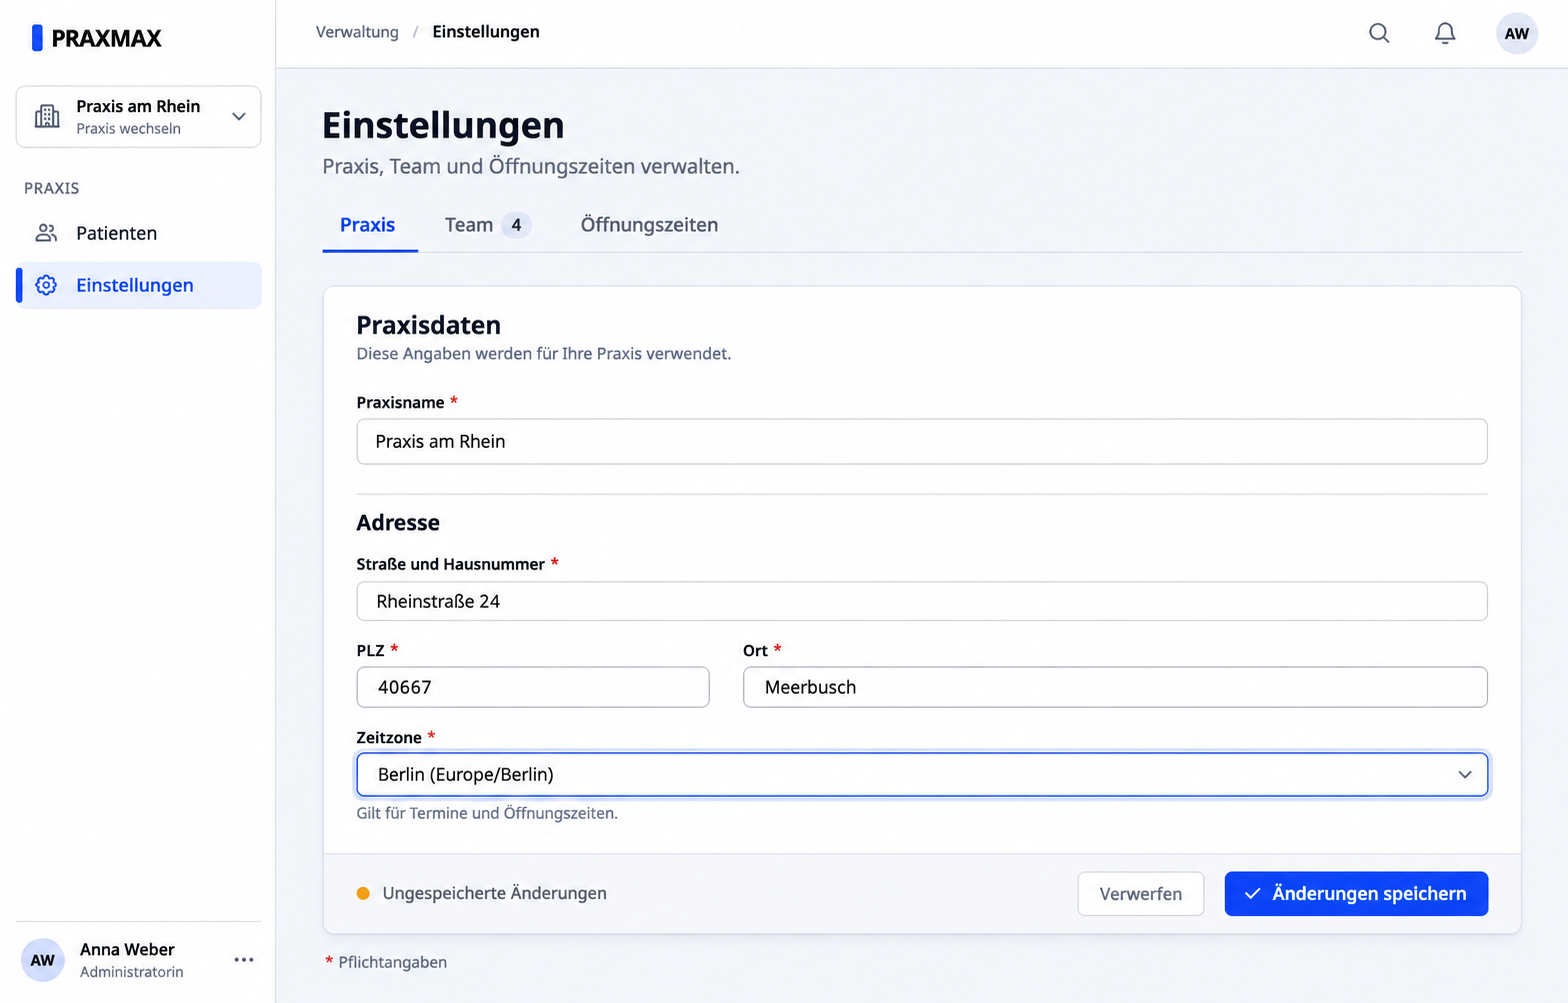 PRAXMAX
Praxis am Rhein
Praxis wechseln
PRAXIS
Patienten
Einstellungen
Anna Weber
Administratorin
AW
Verwaltung / Einstellungen
AW
Einstellungen
Praxis, Team und Öffnungszeiten verwalten.
Praxis
Team 4
Öffnungszeiten
Praxisdaten
Diese Angaben werden für Ihre Praxis verwendet.
Praxisname *
Praxis am Rhein
Adresse
Straße und Hausnummer *
Rheinstraße 24
PLZ *
40667
Ort *
Meerbusch
Zeitzone *
Berlin (Europe/Berlin)
Gilt für Termine und Öffnungszeiten.
Ungespeicherte Änderungen
Verwerfen
Änderungen speichern
* Pflichtangaben